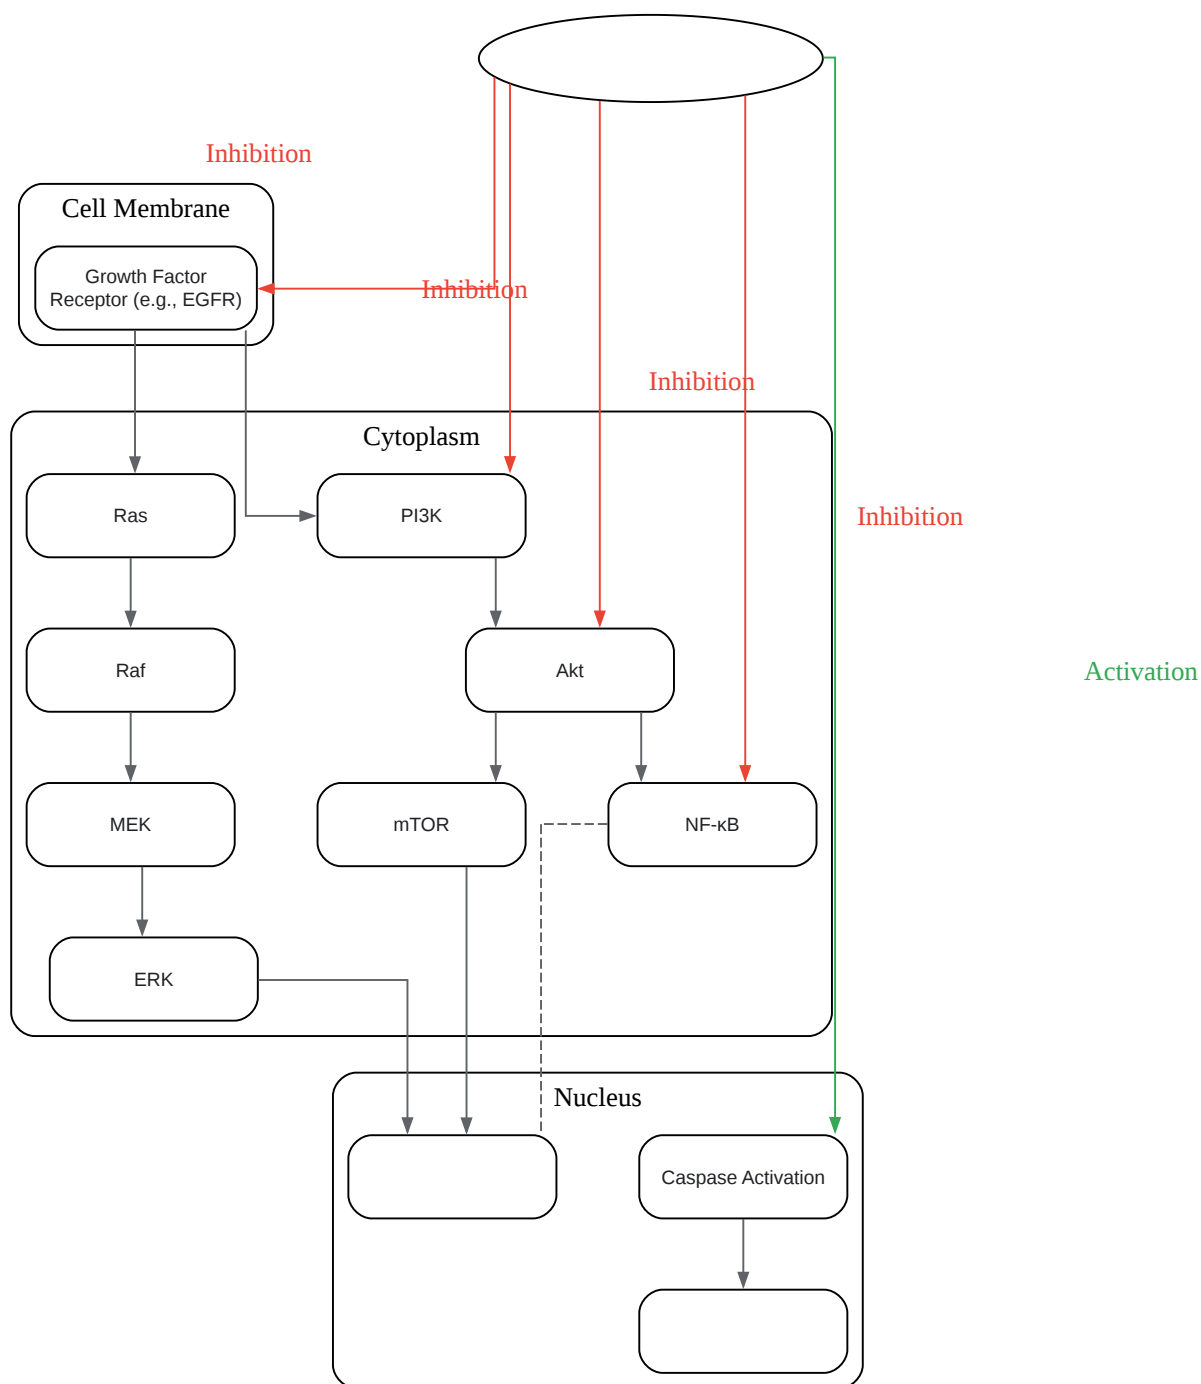 Inhibition
Cell Membrane
Growth Factor
Receptor (e.g., EGFR)
Inhibition
Inhibition
Cytoplasm
Ras
PI3K
Inhibition
Raf
Akt
Activation
MEK
mTOR
NF-κB
ERK
Nucleus
Caspase Activation